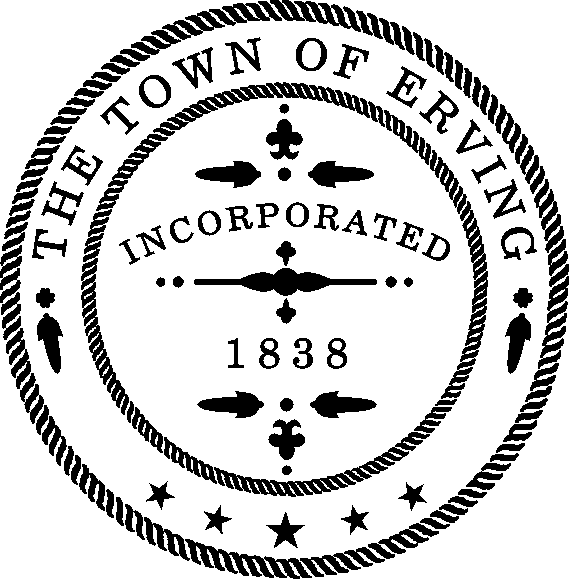 THE TOWN OF ERVING
INCORPORATED
1838